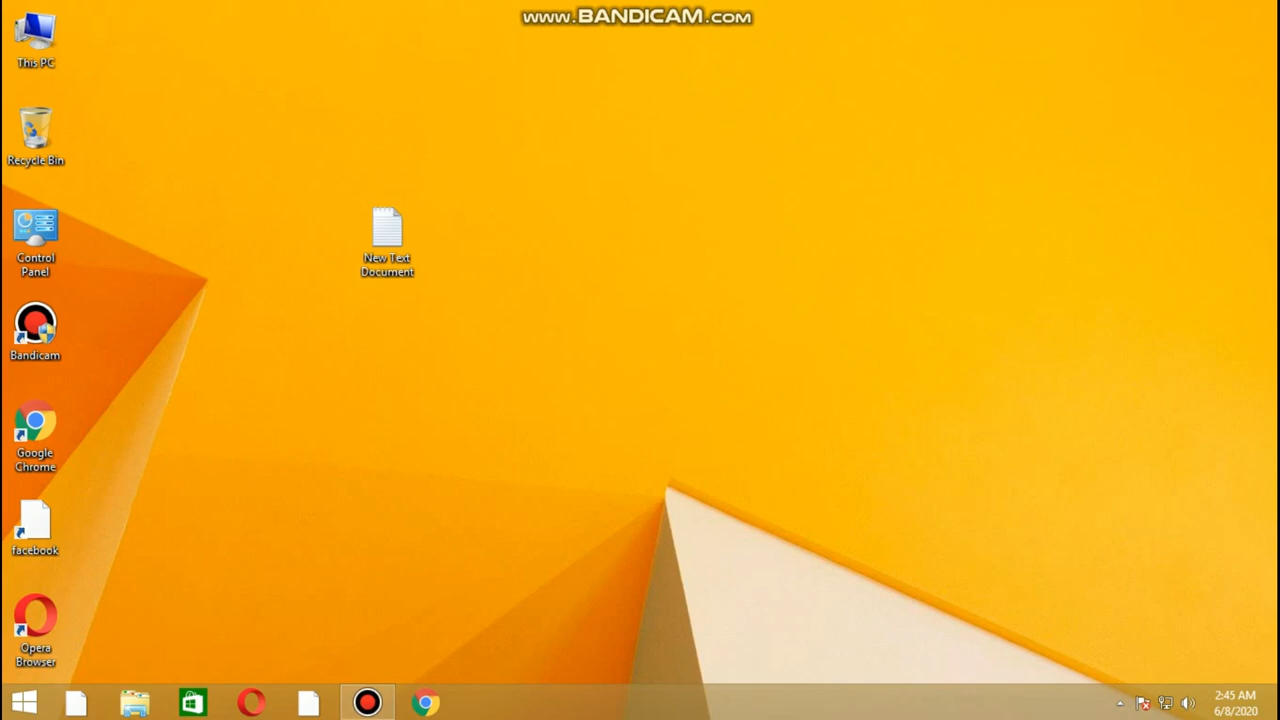 www.BANDICAM.com
This PC
Recycle Bin
Control
Panel
Bandicam
Google
Chrome
facebook
Opera
Browser
New Text
Document
2:45 AM
6/8/2020